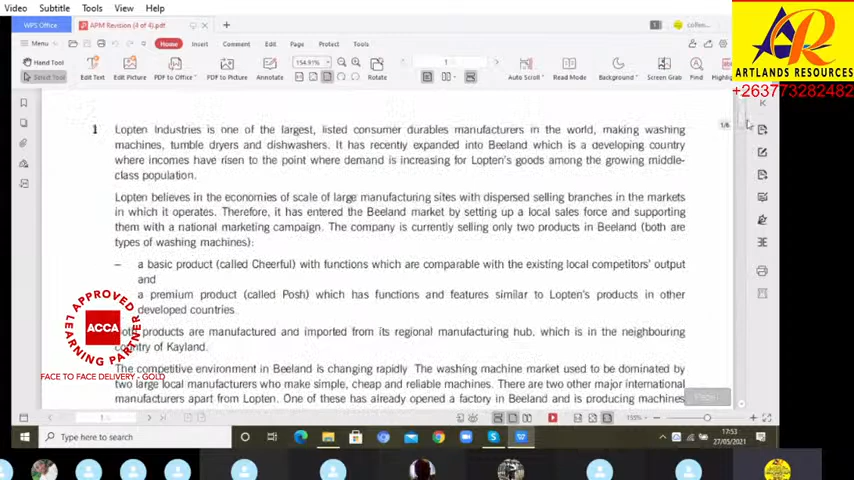 Video Subtitle Tools View Help
WPS Office APM Revision (4 of 4).pdf
Menu Home Insert Comment Edit Page Protect Tools
Hand Tool
Select Tool
Edit Text Edit Picture PDF to Office PDF to Picture Annotate 154.91% Rotate Auto Scroll Read Mode Background Screen Grab Find
ARTLANDS RESOURCES
+263773282482
1/6
1 Lopten Industries is one of the largest, listed consumer durables manufacturers in the world, making washing
machines, tumble dryers and dishwashers. It has recently expanded into Beeland which is a developing country
where incomes have risen to the point where demand is increasing for Lopten's goods among the growing middle-
class population.
Lopten believes in the economies of scale of large manufacturing sites with dispersed selling branches in the markets
in which it operates. Therefore, it has entered the Beeland market by setting up a local sales force and supporting
them with a national marketing campaign. The company is currently selling only two products in Beeland (both are
types of washing machines):
– a basic product (called Cheerful) with functions which are comparable with the existing local competitors' output
and
a premium product (called Posh) which has functions and features similar to Lopten's products in other
developed countries.
products are manufactured and imported from its regional manufacturing hub, which is in the neighbouring
country of Kayland.
The competitive environment in Beeland is changing rapidly. The washing machine market used to be dominated by
two large local manufacturers who make simple, cheap and reliable machines. There are two other major international
manufacturers apart from Lopten. One of these has already opened a factory in Beeland and is producing machines
APPROVED
ACCA
LEARNING PARTNER
FACE TO FACE DELIVERY - GOLD
155%
Type here to search
17:53
27/05/2021